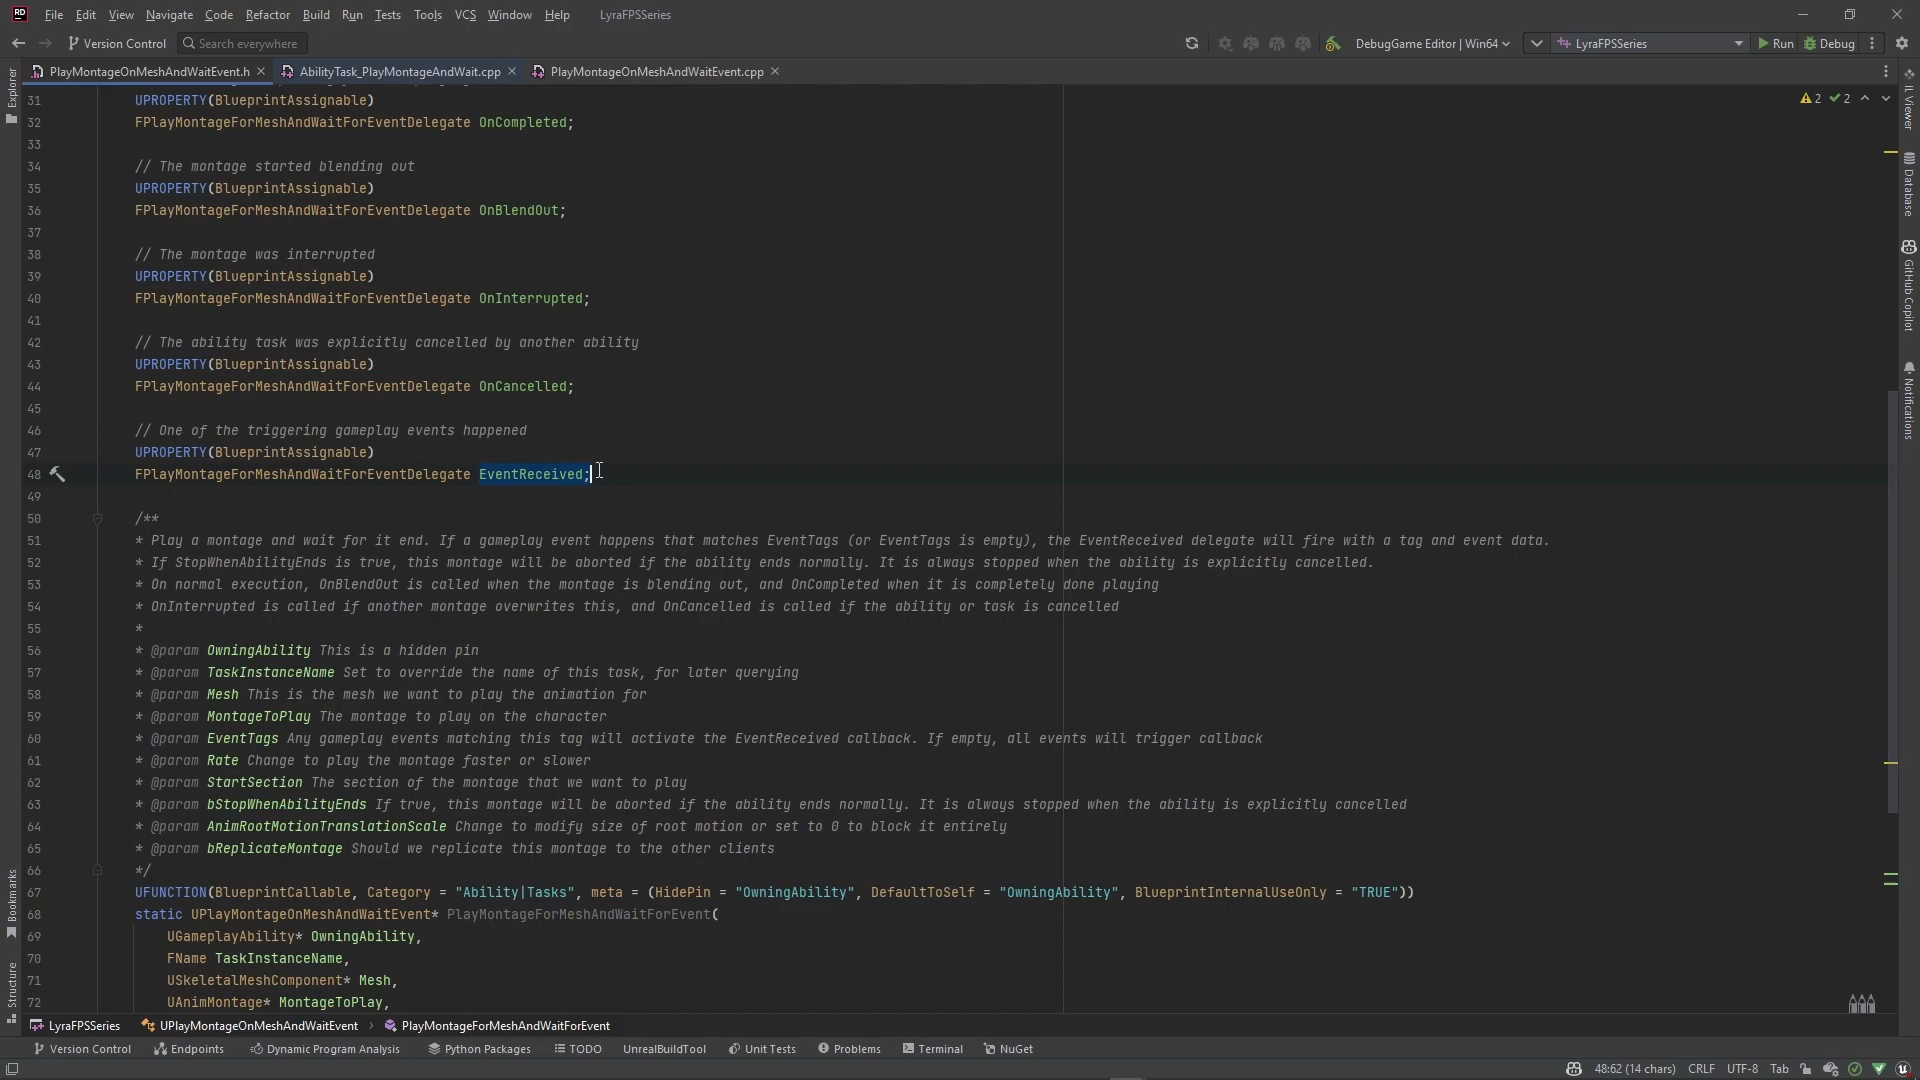 File Edit View Navigate Code Refactor Build Run Tests Tools VCS Window Help LyraFPSSeries
Version Control Search everywhere DebugGame Editor | Win64 LyraFPSSeries Run Debug
PlayMontageOnMeshAndWaitEvent.h AbilityTask_PlayMontageAndWait.cpp PlayMontageOnMeshAndWaitEvent.cpp
Explorer
2 2
31 UPROPERTY(BlueprintAssignable)
32 FPlayMontageForMeshAndWaitForEventDelegate OnCompleted;
33
34 // The montage started blending out
35 UPROPERTY(BlueprintAssignable)
36 FPlayMontageForMeshAndWaitForEventDelegate OnBlendOut;
37
38 // The montage was interrupted
39 UPROPERTY(BlueprintAssignable)
40 FPlayMontageForMeshAndWaitForEventDelegate OnInterrupted;
41
42 // The ability task was explicitly cancelled by another ability
43 UPROPERTY(BlueprintAssignable)
44 FPlayMontageForMeshAndWaitForEventDelegate OnCancelled;
45
46 // One of the triggering gameplay events happened
47 UPROPERTY(BlueprintAssignable)
48 FPlayMontageForMeshAndWaitForEventDelegate EventReceived;
49
50 /**
51 * Play a montage and wait for it end. If a gameplay event happens that matches EventTags (or EventTags is empty), the EventReceived delegate will fire with a tag and event data.
52 * If StopWhenAbilityEnds is true, this montage will be aborted if the ability ends normally. It is always stopped when the ability is explicitly cancelled.
53 * On normal execution, OnBlendOut is called when the montage is blending out, and OnCompleted when it is completely done playing
54 * OnInterrupted is called if another montage overwrites this, and OnCancelled is called if the ability or task is cancelled
55 *
56 * @param OwningAbility This is a hidden pin
57 * @param TaskInstanceName Set to override the name of this task, for later querying
58 * @param Mesh This is the mesh we want to play the animation for
59 * @param MontageToPlay The montage to play on the character
60 * @param EventTags Any gameplay events matching this tag will activate the EventReceived callback. If empty, all events will trigger callback
61 * @param Rate Change to play the montage faster or slower
62 * @param StartSection The section of the montage that we want to play
63 * @param bStopWhenAbilityEnds If true, this montage will be aborted if the ability ends normally. It is always stopped when the ability is explicitly cancelled
64 * @param AnimRootMotionTranslationScale Change to modify size of root motion or set to 0 to block it entirely
65 * @param bReplicateMontage Should we replicate this montage to the other clients
66 */
67 UFUNCTION(BlueprintCallable, Category = "Ability|Tasks", meta = (HidePin = "OwningAbility", DefaultToSelf = "OwningAbility", BlueprintInternalUseOnly = "TRUE"))
68 static UPlayMontageOnMeshAndWaitEvent* PlayMontageForMeshAndWaitForEvent(
69 UGameplayAbility* OwningAbility,
70 FName TaskInstanceName,
71 USkeletalMeshComponent* Mesh,
72 UAnimMontage* MontageToPlay,
Bookmarks
Structure
IL Viewer
Database
GitHub Copilot
Notifications
LyraFPSSeries UPlayMontageOnMeshAndWaitEvent PlayMontageForMeshAndWaitForEvent
Version Control Endpoints Dynamic Program Analysis Python Packages TODO UnrealBuildTool Unit Tests Problems Terminal NuGet
48:62 (14 chars) CRLF UTF-8 Tab